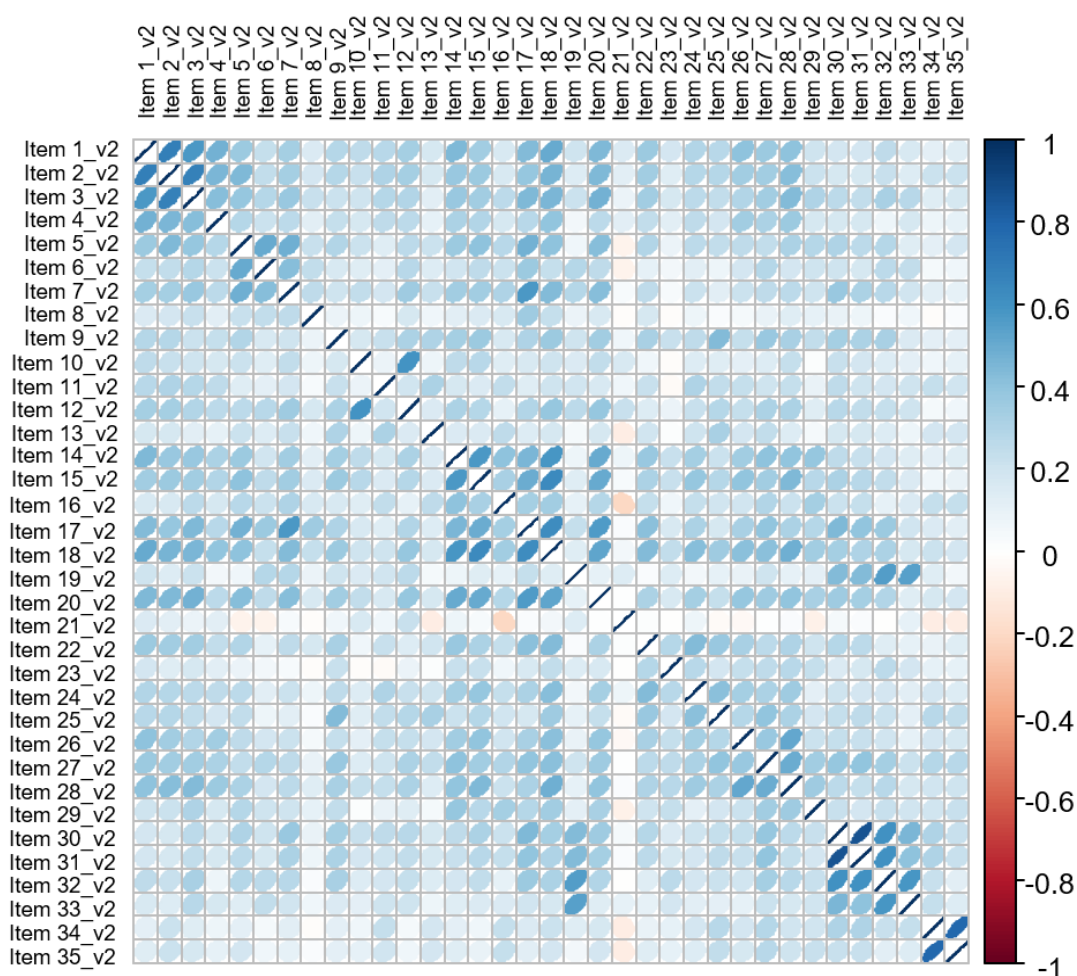 Item 1_v2
Item 2_v2
Item 3_v2
Item 4_v2
Item 5_v2
Item 6_v2
Item 7_v2
Item 8_v2
Item 9_v2
Item 10_v2
Item 11_v2
Item 12_v2
Item 13_v2
Item 14_v2
Item 15_v2
Item 16_v2
Item 17_v2
Item 18_v2
Item 19_v2
Item 20_v2
Item 21_v2
Item 22_v2
Item 23_v2
Item 24_v2
Item 25_v2
Item 26_v2
Item 27_v2
Item 28_v2
Item 29_v2
Item 30_v2
Item 31_v2
Item 32_v2
Item 33_v2
Item 34_v2
Item 35_v2
Item 1_v2
Item 2_v2
Item 3_v2
Item 4_v2
Item 5_v2
Item 6_v2
Item 7_v2
Item 8_v2
Item 9_v2
Item 10_v2
Item 11_v2
Item 12_v2
Item 13_v2
Item 14_v2
Item 15_v2
Item 16_v2
Item 17_v2
Item 18_v2
Item 19_v2
Item 20_v2
Item 21_v2
Item 22_v2
Item 23_v2
Item 24_v2
Item 25_v2
Item 26_v2
Item 27_v2
Item 28_v2
Item 29_v2
Item 30_v2
Item 31_v2
Item 32_v2
Item 33_v2
Item 34_v2
Item 35_v2
1
0.8
0.6
0.4
0.2
0
-0.2
-0.4
-0.6
-0.8
-1